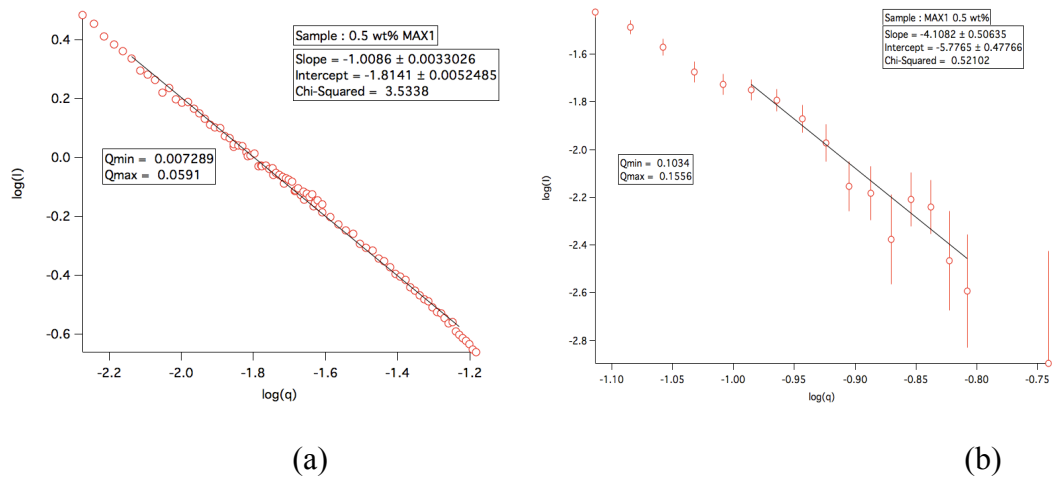 0.4
0.2
0.0
-0.2
-0.4
-0.6
log(I)
Sample : 0.5 wt% MAX1
Slope = -1.0086 ± 0.0033026
Intercept = -1.8141 ± 0.0052485
Chi-Squared = 3.5338
Qmin = 0.007289
Qmax = 0.0591
-2.2 -2.0 -1.8 -1.6 -1.4 -1.2
log(q)
(a)
-1.6
-1.8
-2.0
-2.2
-2.4
-2.6
-2.8
log(I)
Sample : MAX1 0.5 wt%
Slope = -4.1082 ± 0.50635
Intercept = -5.7765 ± 0.47766
Chi-Squared = 0.52102
Qmin = 0.1034
Qmax = 0.1556
-1.10 -1.05 -1.00 -0.95 -0.90 -0.85 -0.80 -0.75
log(q)
(b)